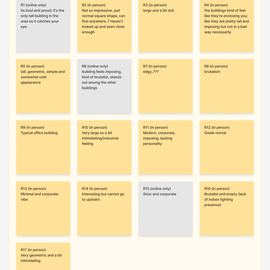 R1 (online only)
its loud and proud, it's the
only tall building in the
area so it catches your
eye.
R2 (in person)
Not so impressive, just
normal square shape, can
find anywhere. I haven't
looked up and seen close
enough
R3 (in person)
large and a bit dull
R4 (in person)
the buildings kind of feel
like they're enclosing you;
like they are pretty tall and
imposing but not in a bad
way necessarily
R5 (in person)
tall, geometric, simple and
somewhat cold
appearance
R6 (online only)
building feels imposing,
kind of brutalist, stands
out among the other
buildings
R7 (in person)
edgy..???
R8 (in person)
brutalism
R9 (in person)
Typical office building
R10 (in person)
Very large so a bit
intimidating/industrial
feeling
R11 (in person)
Modern, corporate,
imposing, lacking
personality
R12 (in person)
Greek revival
R13 (in person)
Minimal and corporate
vibe
R14 (in person)
Interesting but cannot go
to upstairs
R15 (online only)
Stoic and corporate
R16 (in person)
Brutalist and empty (lack
of indoor lighting
presence)
R17 (in person)
Very geometric and a bit
intimidating